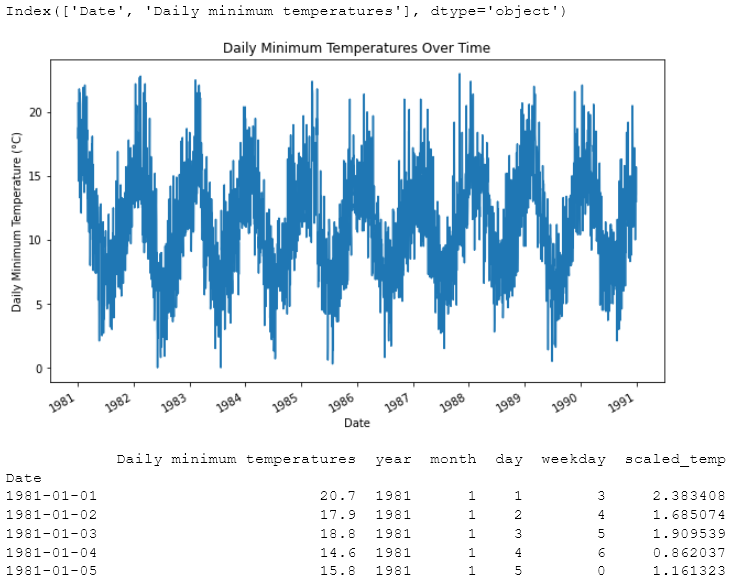 Index(['Date', 'Daily minimum temperatures'], dtype='object')
Daily Minimum Temperatures Over Time
Daily Minimum Temperature (°C)
20
15
10
5
0
1981 1982 1983 1984 1985 1986 1987 1988 1989 1990 1991
Date
Daily minimum temperatures year month day weekday scaled_temp
Date
1981-01-01 20.7 1981 1 1 3 2.383408
1981-01-02 17.9 1981 1 2 4 1.685074
1981-01-03 18.8 1981 1 3 5 1.909539
1981-01-04 14.6 1981 1 4 6 0.862037
1981-01-05 15.8 1981 1 5 0 1.161323